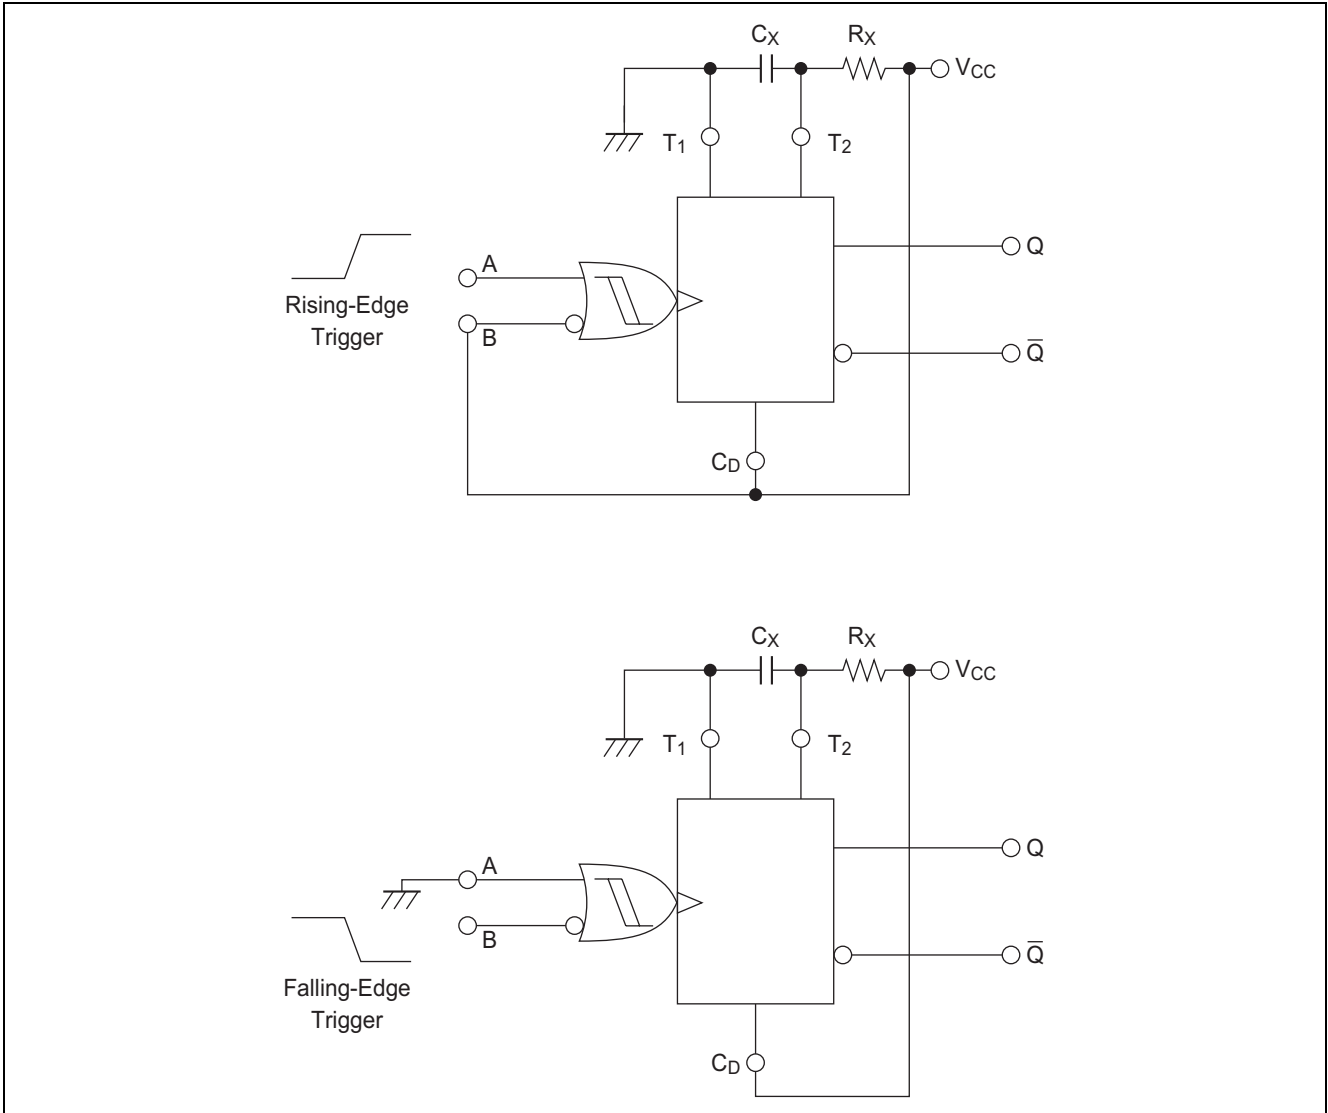 CX RX
VCC
T1 T2
Q
A
Rising-Edge
Trigger
B
Q̅
CD
CX RX
VCC
T1 T2
Q
A
B
Q̅
Falling-Edge
Trigger
CD